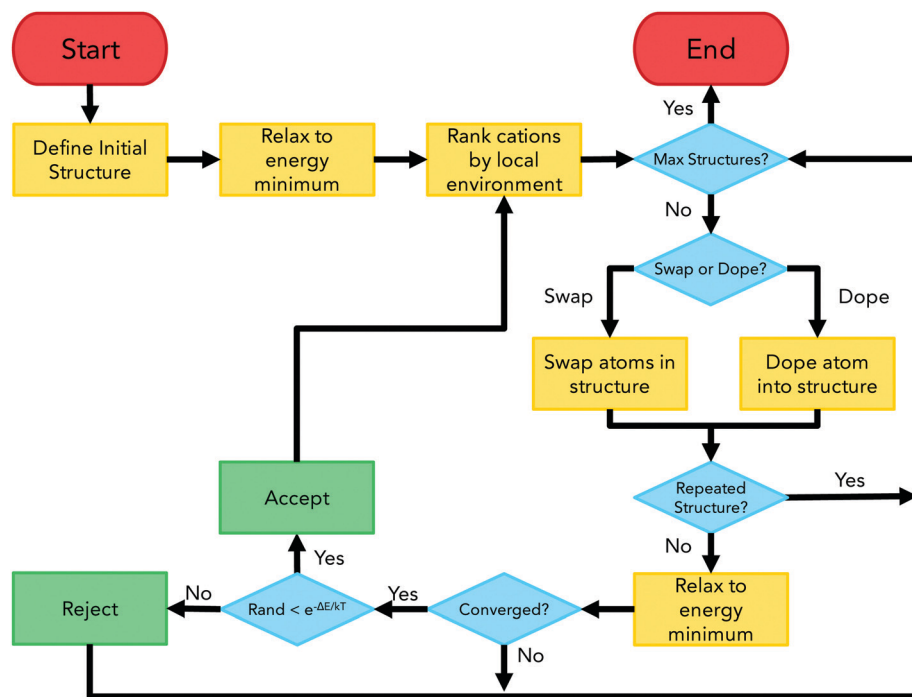 Start
End
Yes
Define Initial
Structure
Relax to
energy
minimum
Rank cations
by local
environment
Max Structures?
No
Swap or Dope?
Swap
Dope
Swap atoms in
structure
Dope atom
into structure
Repeated
Structure?
Yes
No
Accept
Yes
Reject
No
Rand < e-ΔE/kT
Yes
Converged?
No
Relax to
energy
minimum